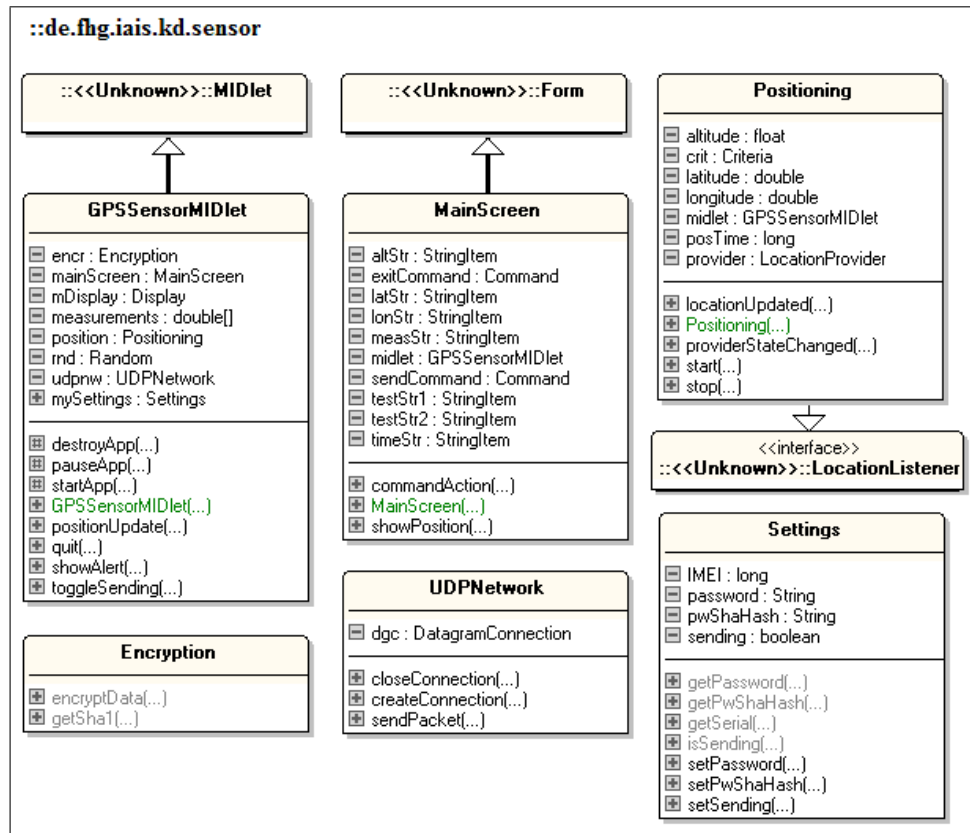 ::de.fhg.iais.kd.sensor
::<<Unknown>>::MIDlet
GPSSensorMIDlet
encr : Encryption
mainScreen : MainScreen
mDisplay : Display
measurements : double[]
position : Positioning
rnd : Random
udpnw : UDPNetwork
mySettings : Settings
destroyApp(...)
pauseApp(...)
startApp(...)
GPSSensorMIDlet(...)
positionUpdate(...)
quit(...)
showAlert(...)
toggleSending(...)
Encryption
encryptData(...)
getSha1(...)
::<<Unknown>>::Form
MainScreen
altStr : StringItem
exitCommand : Command
latStr : StringItem
lonStr : StringItem
measStr : StringItem
midlet : GPSSensorMIDlet
sendCommand : Command
testStr1 : StringItem
testStr2 : StringItem
timeStr : StringItem
commandAction(...)
MainScreen(...)
showPosition(...)
UDPNetwork
dgc : DatagramConnection
closeConnection(...)
createConnection(...)
sendPacket(...)
Positioning
altitude : float
crit : Criteria
latitude : double
longitude : double
midlet : GPSSensorMIDlet
posTime : long
provider : LocationProvider
locationUpdated(...)
Positioning(...)
providerStateChanged(...)
start(...)
stop(...)
<<interface>>
::<<Unknown>>::LocationListener
Settings
IMEI : long
password : String
pwShaHash : String
sending : boolean
getPassword(...)
getPwShaHash(...)
getSerial(...)
isSending(...)
setPassword(...)
setPwShaHash(...)
setSending(...)